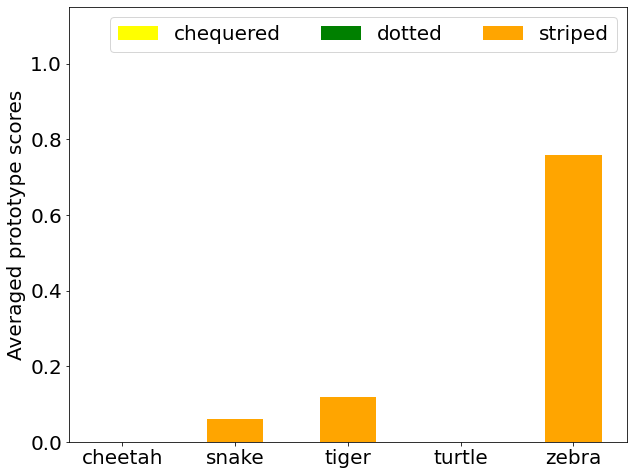 chequered dotted striped
Averaged prototype scores
1.0
0.8
0.6
0.4
0.2
0.0
cheetah snake tiger turtle zebra